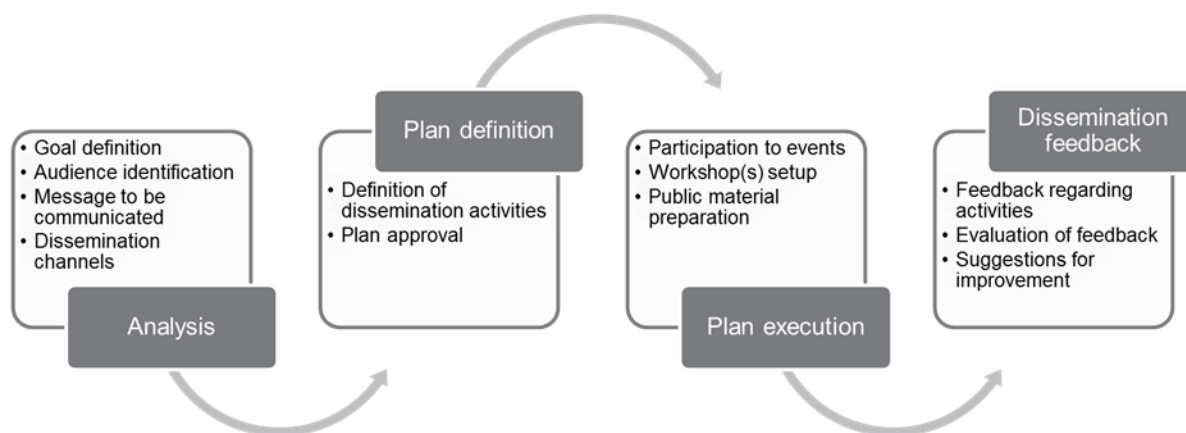 • Goal definition
• Audience identification
• Message to be
communicated
• Dissemination
channels
Analysis
Plan definition
• Definition of
dissemination activities
• Plan approval
• Participation to events
• Workshop(s) setup
• Public material
preparation
Plan execution
Dissemination
feedback
• Feedback regarding
activities
• Evaluation of feedback
• Suggestions for
improvement